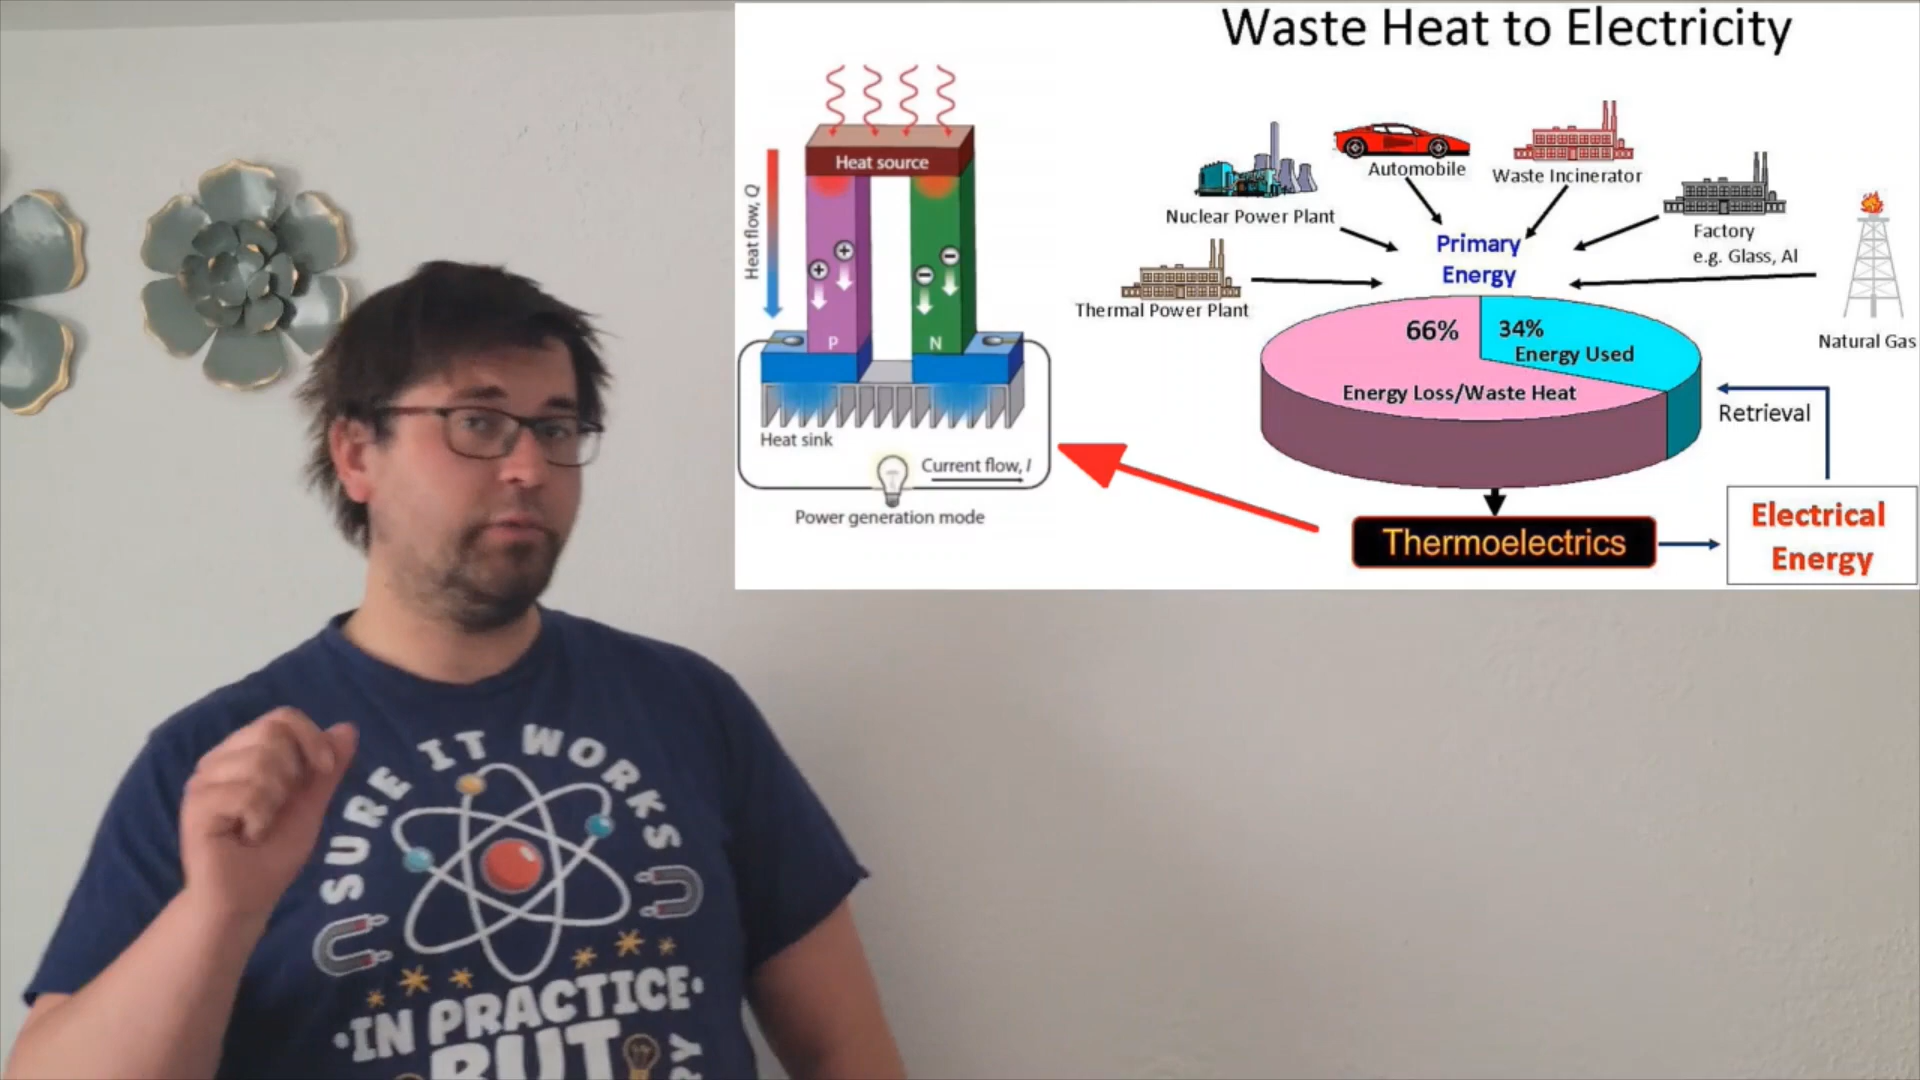 Waste Heat to Electricity
Heat source
Heat flow, Q
P
N
Heat sink
Current flow, I
Power generation mode
Automobile
Waste Incinerator
Nuclear Power Plant
Factory
e.g. Glass, Al
Thermal Power Plant
Natural Gas
Primary
Energy
66%
34%
Energy Used
Energy Loss/Waste Heat
Retrieval
Thermoelectrics
Electrical
Energy
SURE IT WORKS
IN PRACTICE
BUT